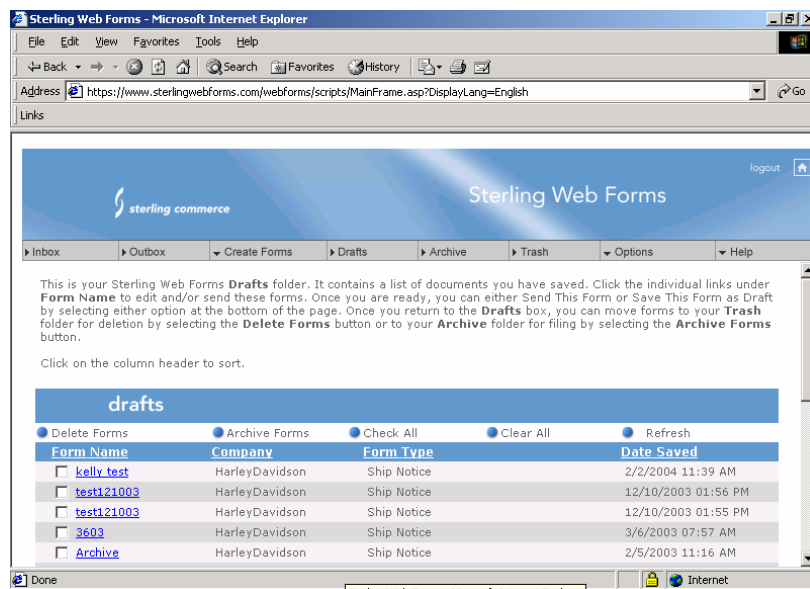 Sterling Web Forms - Microsoft Internet Explorer
File Edit View Favorites Tools Help
Back Search Favorites History
Address https://www.sterlingwebforms.com/webforms/scripts/MainFrame.asp?DisplayLang=English Go
Links
logout
sterling commerce
Sterling Web Forms
Inbox Outbox Create Forms Drafts Archive Trash Options Help
This is your Sterling Web Forms Drafts folder. It contains a list of documents you have saved. Click the individual links under
Form Name to edit and/or send these forms. Once you are ready, you can either Send This Form or Save This Form as Draft
by selecting either option at the bottom of the page. Once you return to the Drafts box, you can move forms to your Trash
folder for deletion by selecting the Delete Forms button or to your Archive folder for filing by selecting the Archive Forms
button.
Click on the column header to sort.
drafts
Delete Forms Archive Forms Check All Clear All Refresh
Form Name Company Form Type Date Saved
kelly test HarleyDavidson Ship Notice 2/2/2004 11:39 AM
test121003 HarleyDavidson Ship Notice 12/10/2003 01:56 PM
test121003 HarleyDavidson Ship Notice 12/10/2003 01:55 PM
3603 HarleyDavidson Ship Notice 3/6/2003 07:57 AM
Archive HarleyDavidson Ship Notice 2/5/2003 11:16 AM
Done Internet